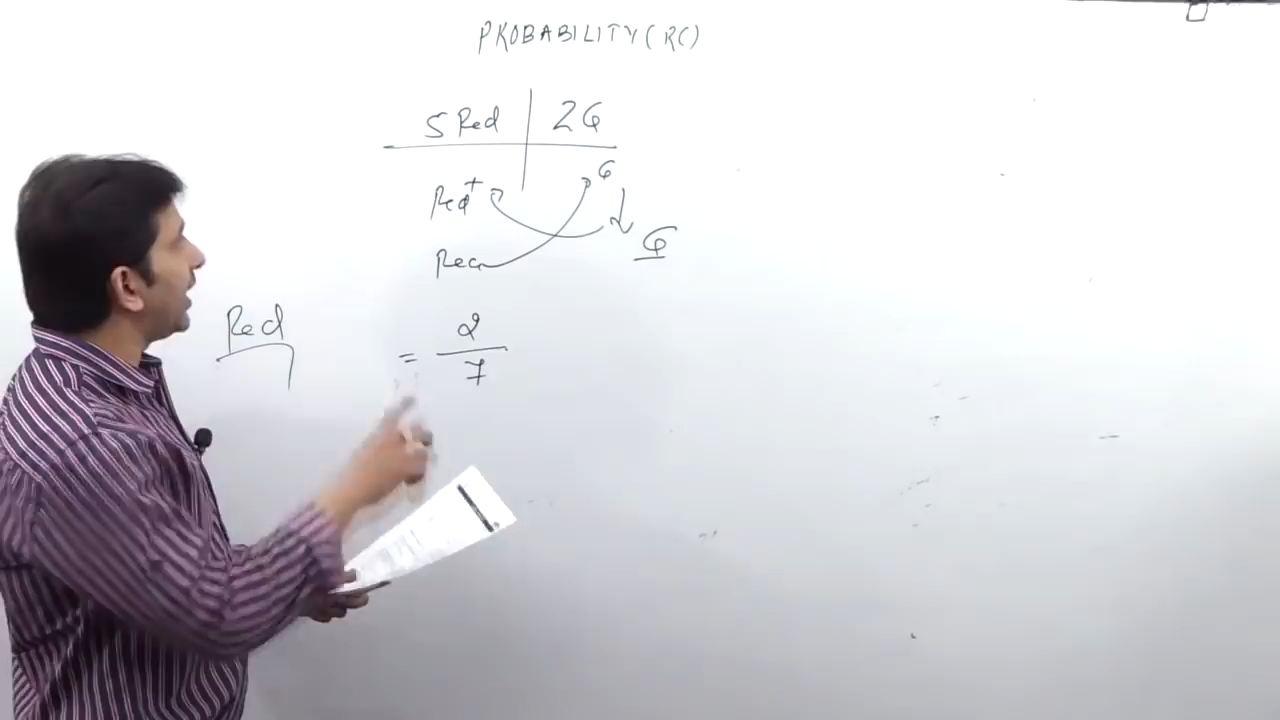 PROBABILITY (RC)
5 Red | 2G
Red+ G
G
Red
Red = 2/7